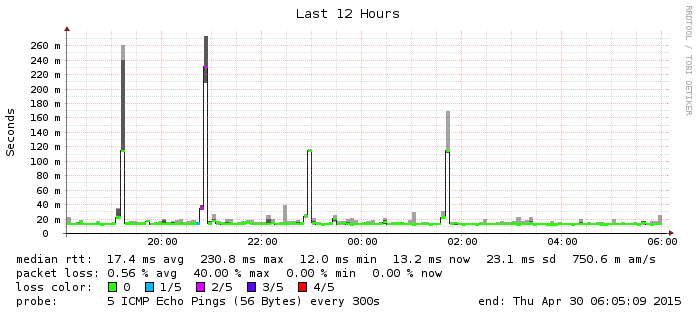 Last 12 Hours
RRDTOOL / TOBI OETIKER
Seconds
260 m
240 m
220 m
200 m
180 m
160 m
140 m
120 m
100 m
80 m
60 m
40 m
20 m
0
20:00 22:00 00:00 02:00 04:00 06:00
median rtt: 17.4 ms avg 230.8 ms max 12.0 ms min 13.2 ms now 23.1 ms sd 750.6 m am/s
packet loss: 0.56 % avg 40.00 % max 0.00 % min 0.00 % now
loss color: 0 1/5 2/5 3/5 4/5
probe: 5 ICMP Echo Pings (56 Bytes) every 300s end: Thu Apr 30 06:05:09 2015